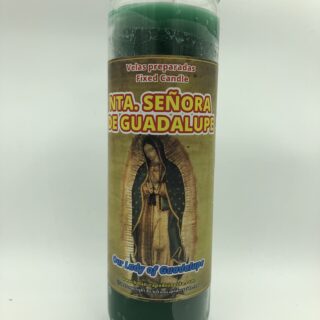 Velas preparadas
Fixed Candle
NTA. SEÑORA
DE GUADALUPE
Our Lady of Guadalupe